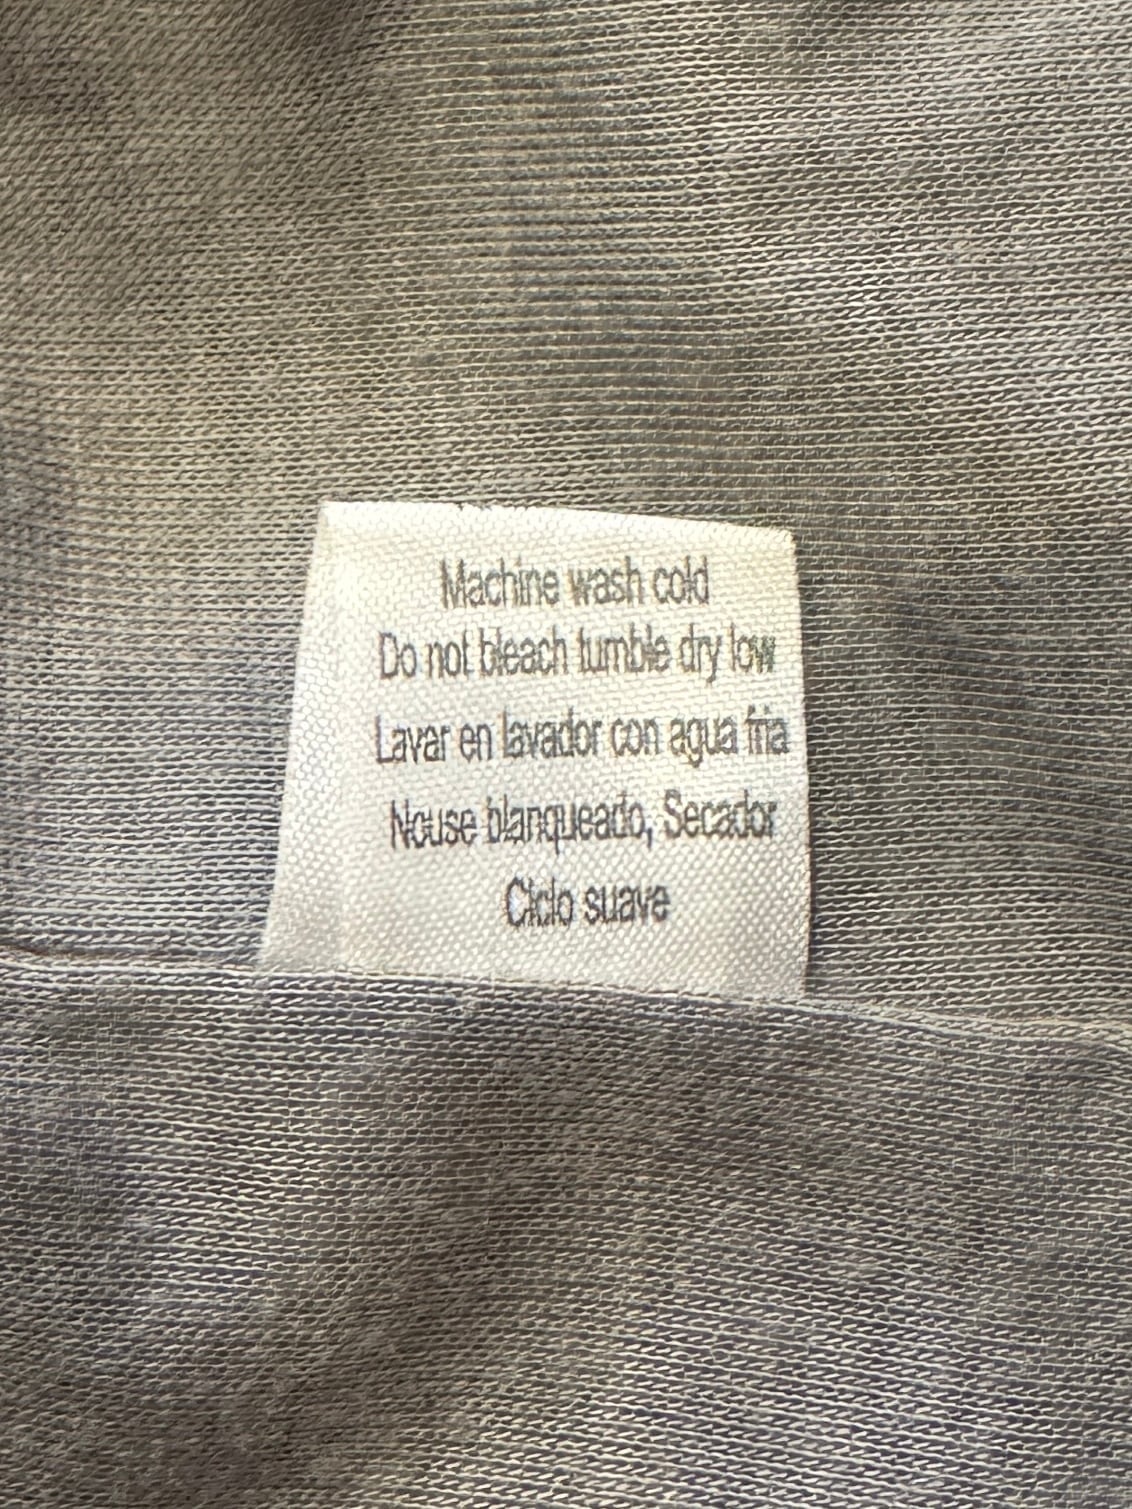 Machine wash cold
Do not bleach tumble dry low
Lavar en lavador con agua fria
Nouse blanqueado, Secador
Ciclo suave